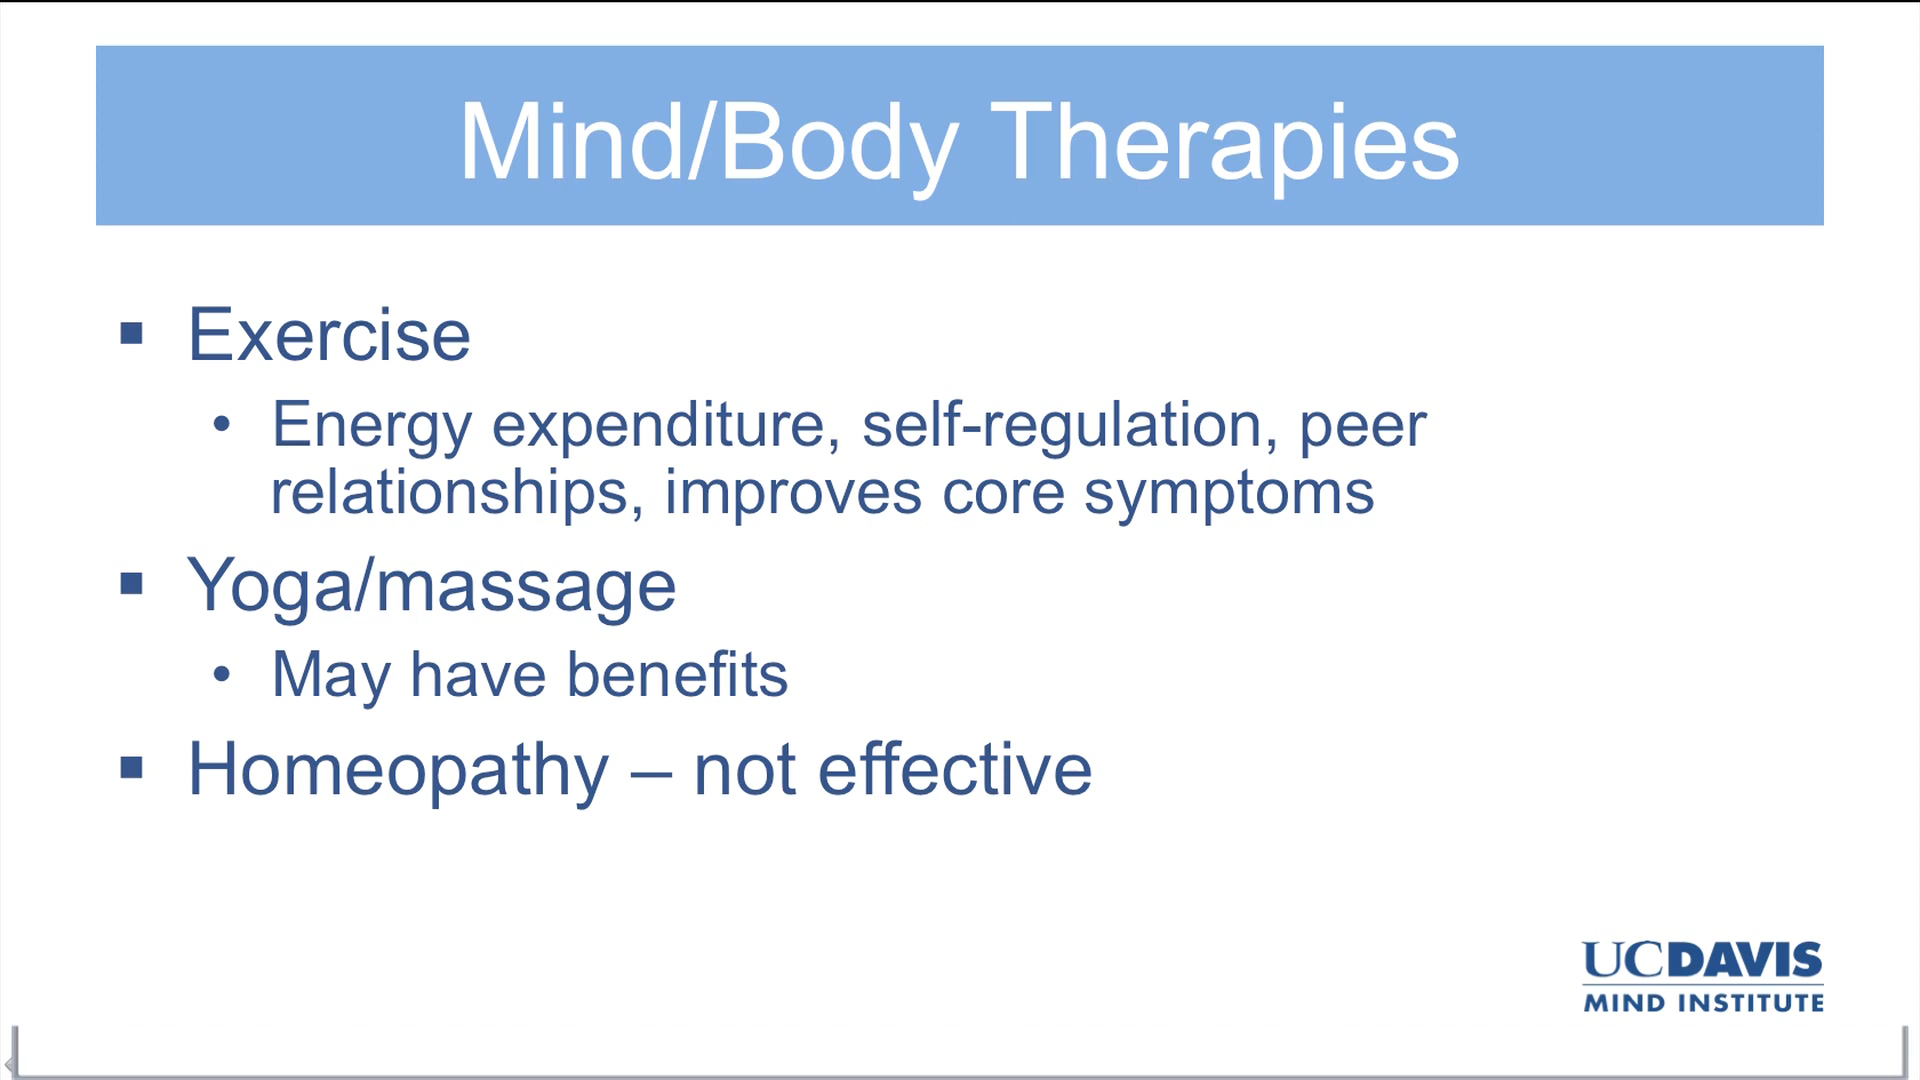 Mind/Body Therapies
▪ Exercise
• Energy expenditure, self-regulation, peer
relationships, improves core symptoms
▪ Yoga/massage
• May have benefits
▪ Homeopathy – not effective
UCDAVIS
MIND INSTITUTE